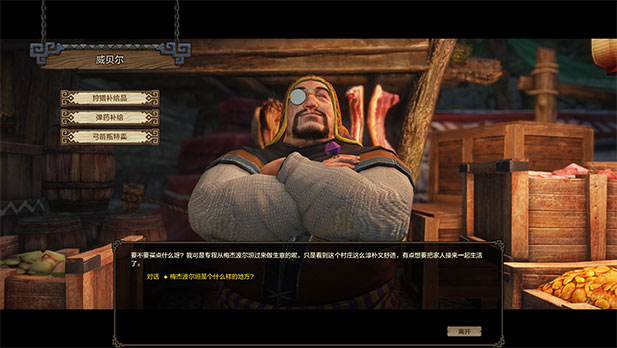 威贝尔
狩猎补给品
弹药补给
弓箭瓶特卖
要不要买点什么呀？我可是专程从梅杰波尔坦过来做生意的呢，只是看到这个村庄这么淳朴又舒适，有点想要把家人接来一起生活
了。
对话 ◆ 梅杰波尔坦是个什么样的地方？
离开